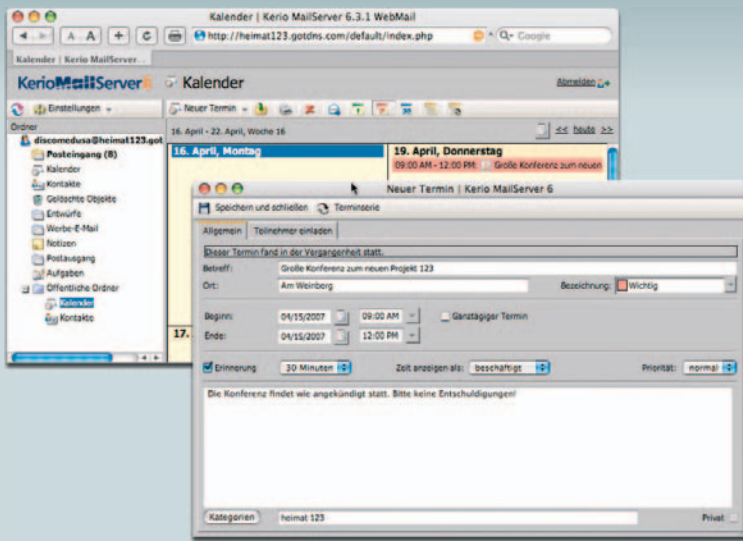 Kalender | Kerio MailServer 6.3.1 WebMail
A A + C http://heimat123.gotdns.com/default/index.php Q- Google
Kalender | Kerio MailServer...
KerioMailServer Kalender Abmelden
Einstellungen Neuer Termin
Ordner 16. April - 22. April, Woche 16 << heute >>
discomedusa@heimat123.got
Posteingang (8)
Kalender
Kontakte
Gelöschte Objekte
Entwürfe
Werbe-E-Mail
Notizen
Postausgang
Aufgaben
Öffentliche Ordner
Kalender
Kontakte
16. April, Montag
19. April, Donnerstag
09:00 AM - 12:00 PM: Große Konferenz zum neuen
17.
Neuer Termin | Kerio MailServer 6
Speichern und schließen Terminserie
Allgemein Teilnehmer einladen
Dieser Termin fand in der Vergangenheit statt.
Betreff: Große Konferenz zum neuen Projekt 123
Ort: Am Weinberg Bezeichnung: Wichtig
Beginn: 04/15/2007 09:00 AM Ganztägiger Termin
Ende: 04/15/2007 12:00 PM
Erinnerung 30 Minuten Zeit anzeigen als: beschäftigt Priorität: normal
Die Konferenz findet wie angekündigt statt. Bitte keine Entschuldigungen!
Kategorien heimat 123 Privat